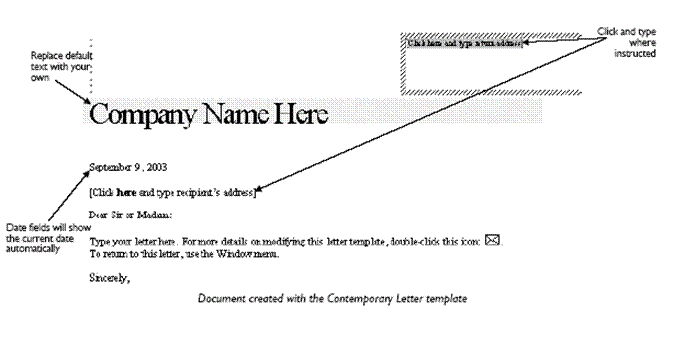 Click and type
where
instructed
[Click here and type return address]
Replace default
text with your
own
Company Name Here
September 9, 2003
[Click here and type recipient's address]
Dear Sir or Madam:
Date fields will show
the current date
automatically
Type your letter here. For more details on modifying this letter template, double-click this icon:
To return to this letter, use the Window menu.
Sincerely,
Document created with the Contemporary Letter template